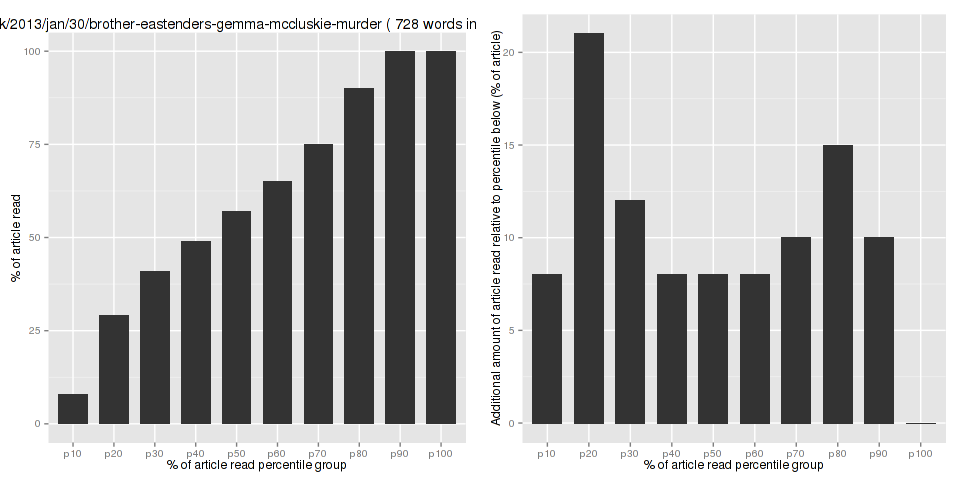 k/2013/jan/30/brother-eastenders-gemma-mccluskie-murder ( 728 words in
% of article read
100
75
50
25
0
p10 p20 p30 p40 p50 p60 p70 p80 p90 p100
% of article read percentile group
Additional amount of article read relative to percentile below (% of article)
20
15
10
5
0
p10 p20 p30 p40 p50 p60 p70 p80 p90 p100
% of article read percentile group